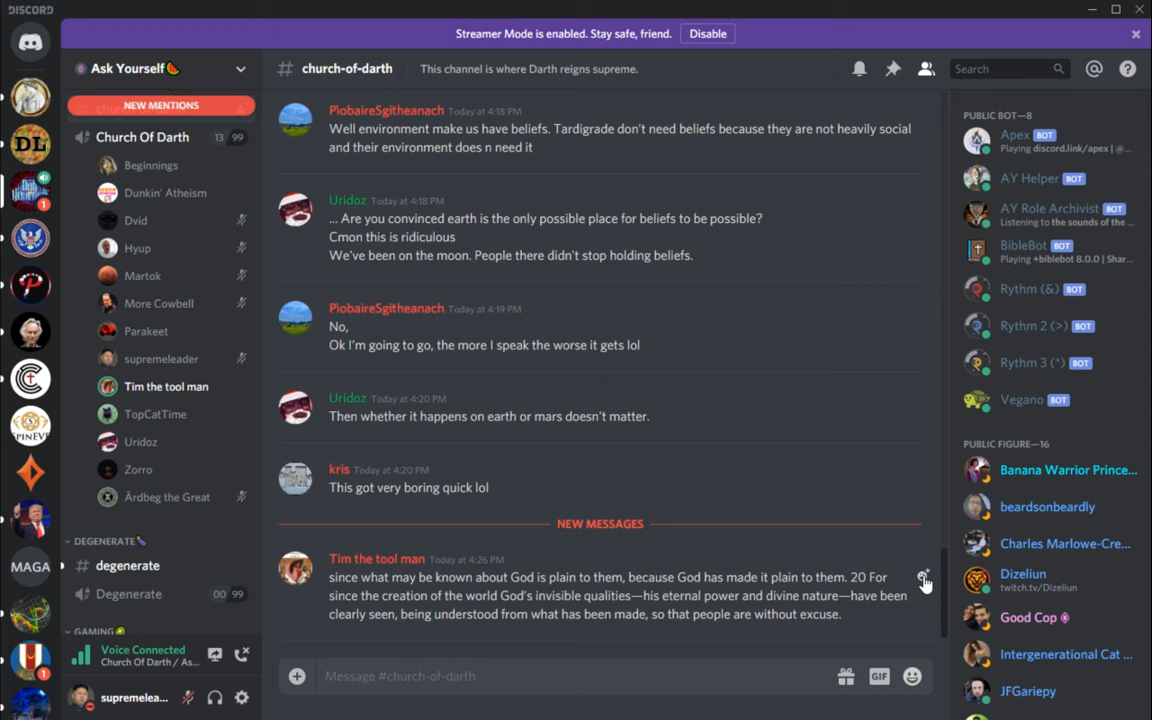 DISCORD
Streamer Mode is enabled. Stay safe, friend. Disable
Ask Yourself🍉
# church-of-darth
This channel is where Darth reigns supreme.
Search
NEW MENTIONS
Church Of Darth 13 99
Beginnings
Dunkin' Atheism
Dvid
Hyup
Martok
More Cowbell
Parakeet
supremeleader
Tim the tool man
TopCatTime
Uridoz
Zorro
Ärdbeg the Great
DEGENERATE🍆
# degenerate
Degenerate 00 99
GAMING
Voice Connected
Church Of Darth / As...
supremelea...
DL
1
SPINEVE
MAGA
1
PìobaireSgitheanach Today at 4:18 PM
Well environment make us have beliefs. Tardigrade don't need beliefs because they are not heavily social
and their environment does n need it
Uridoz Today at 4:18 PM
... Are you convinced earth is the only possible place for beliefs to be possible?
Cmon this is ridiculous
We've been on the moon. People there didn't stop holding beliefs.
PìobaireSgitheanach Today at 4:19 PM
No,
Ok I'm going to go, the more I speak the worse it gets lol
Uridoz Today at 4:20 PM
Then whether it happens on earth or mars doesn't matter.
kris Today at 4:20 PM
This got very boring quick lol
NEW MESSAGES
Tim the tool man Today at 4:26 PM
since what may be known about God is plain to them, because God has made it plain to them. 20 For
since the creation of the world God's invisible qualities—his eternal power and divine nature—have been
clearly seen, being understood from what has been made, so that people are without excuse.
Message #church-of-darth
GIF
PUBLIC BOT—8
Apex BOT
Playing discord.link/apex | @...
AY Helper BOT
AY Role Archivist BOT
Listening to the sounds of the ...
BibleBot BOT
Playing +biblebot 8.0.0 | Shar...
Rythm (&) BOT
Rythm 2 (>) BOT
Rythm 3 (*) BOT
Vegano BOT
PUBLIC FIGURE—16
Banana Warrior Prince...
beardsonbeardly
Charles Marlowe-Cre...
Dizeliun
twitch.tv/Dizeliun
Good Cop
Intergenerational Cat ...
JFGariepy